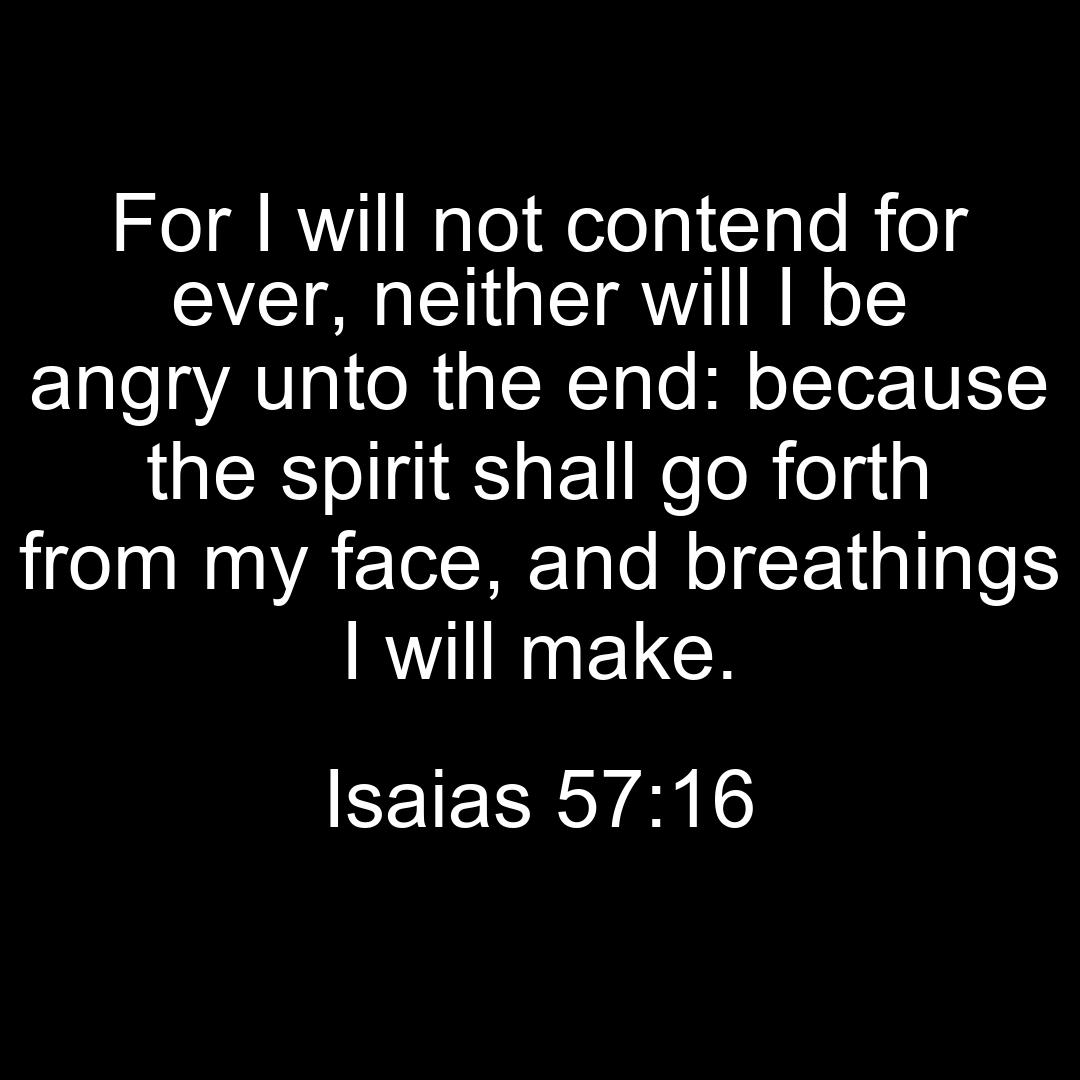 For I will not contend for
ever, neither will I be
angry unto the end: because
the spirit shall go forth
from my face, and breathings
I will make.
Isaias 57:16